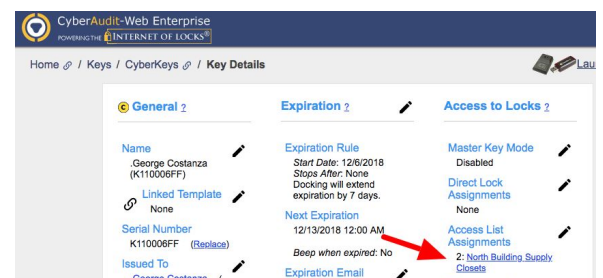 CyberAudit-Web Enterprise
POWERING THE INTERNET OF LOCKS®
Home / Keys / CyberKeys / Key Details
Lau
General ?
Name
.George Costanza
(K110006FF)
Linked Template
None
Serial Number
K110006FF (Replace)
Issued To
George Costanza (
Expiration ?
Expiration Rule
Start Date: 12/6/2018
Stops After: None
Docking will extend
expiration by 7 days.
Next Expiration
12/13/2018 12:00 AM
Beep when expired: No
Expiration Email
Access to Locks ?
Master Key Mode
Disabled
Direct Lock
Assignments
None
Access List
Assignments
2: North Building Supply
Closets